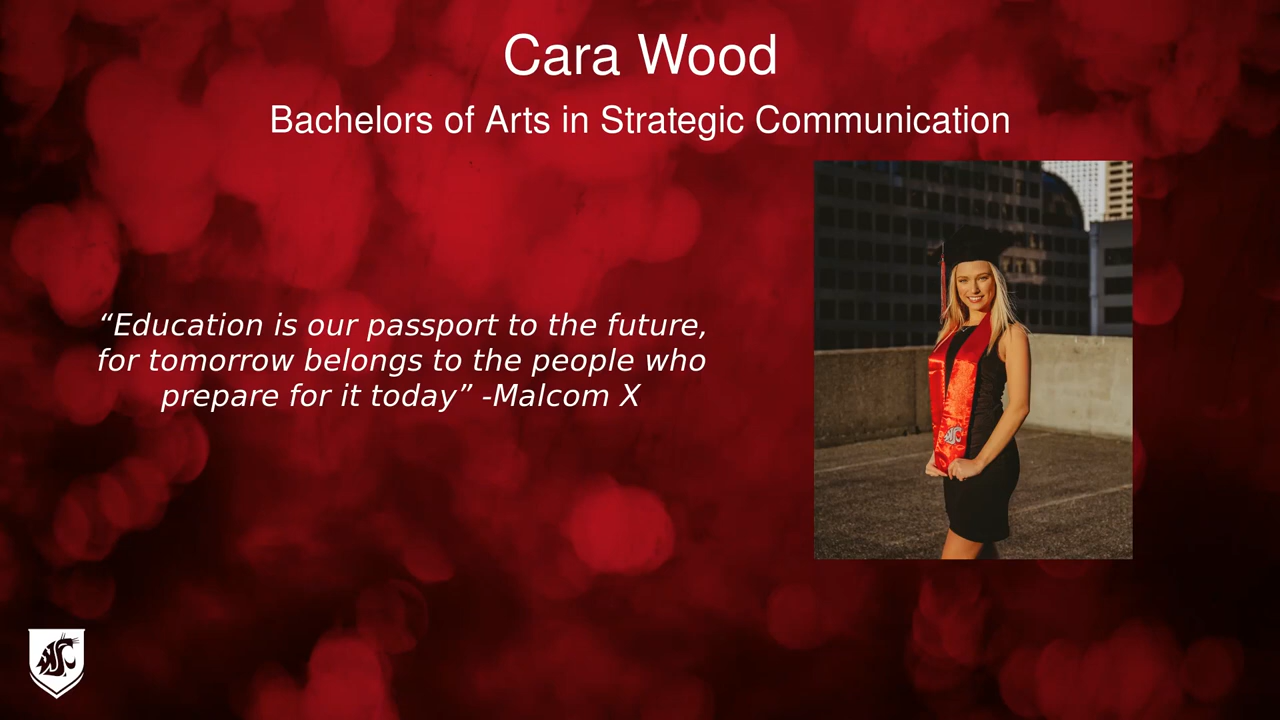 Cara Wood
Bachelors of Arts in Strategic Communication
“Education is our passport to the future,
for tomorrow belongs to the people who
prepare for it today” -Malcom X